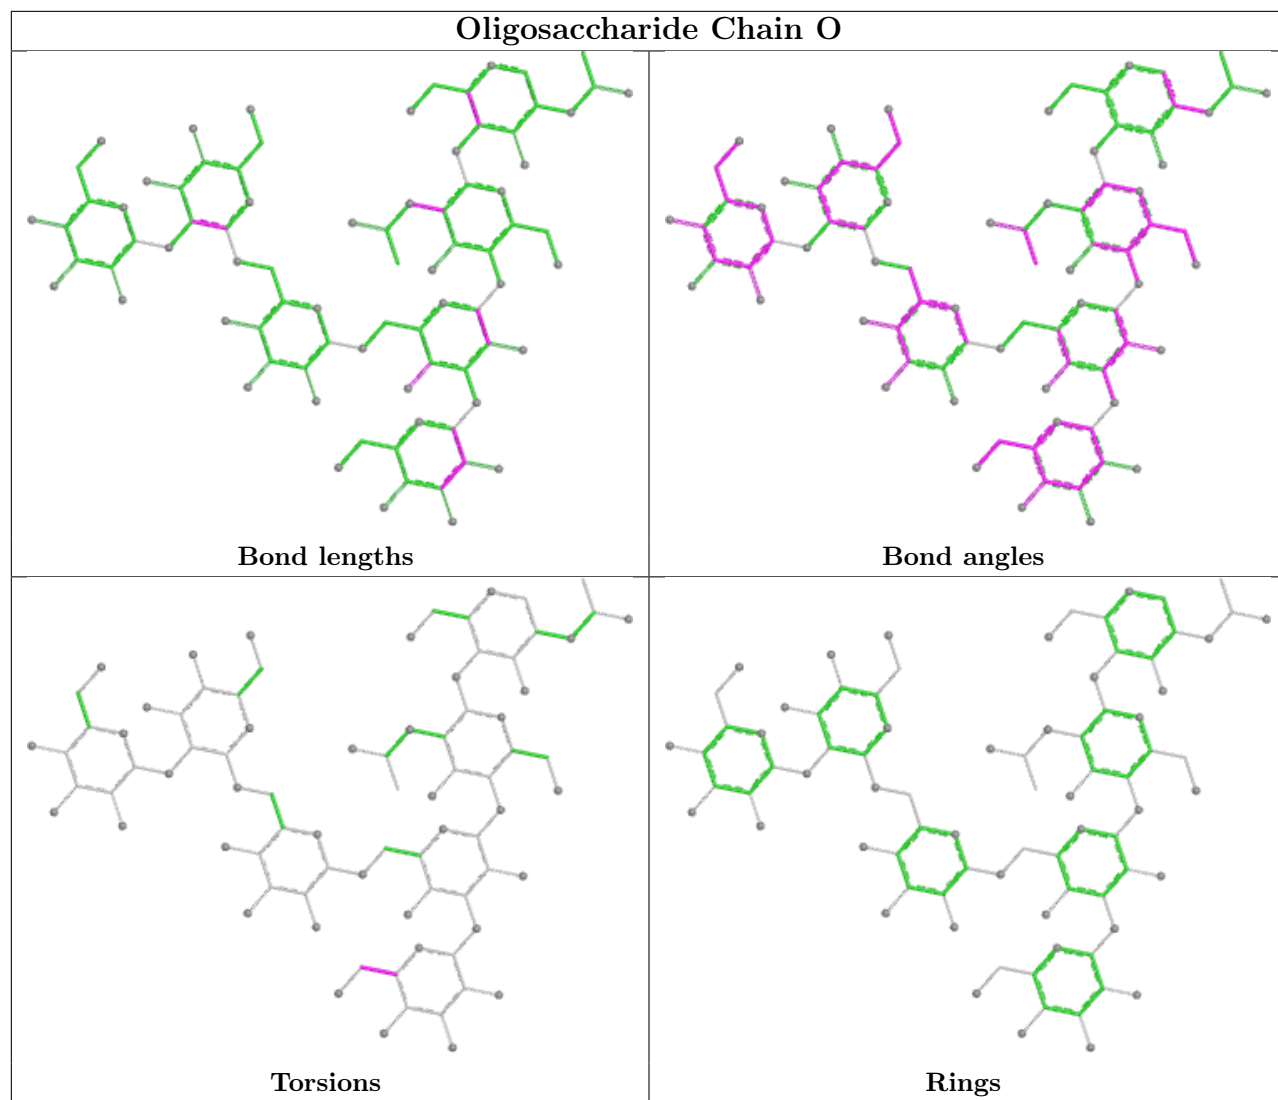 Oligosaccharide Chain O
Bond lengths
Bond angles
Torsions
Rings